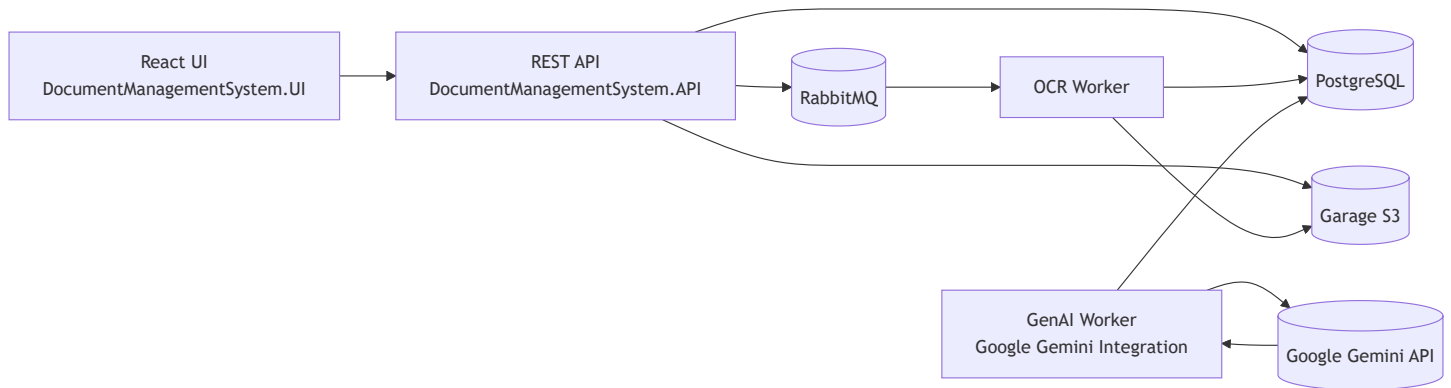 React UI
DocumentManagementSystem.UI
REST API
DocumentManagementSystem.API
RabbitMQ
OCR Worker
PostgreSQL
Garage S3
GenAI Worker
Google Gemini Integration
Google Gemini API